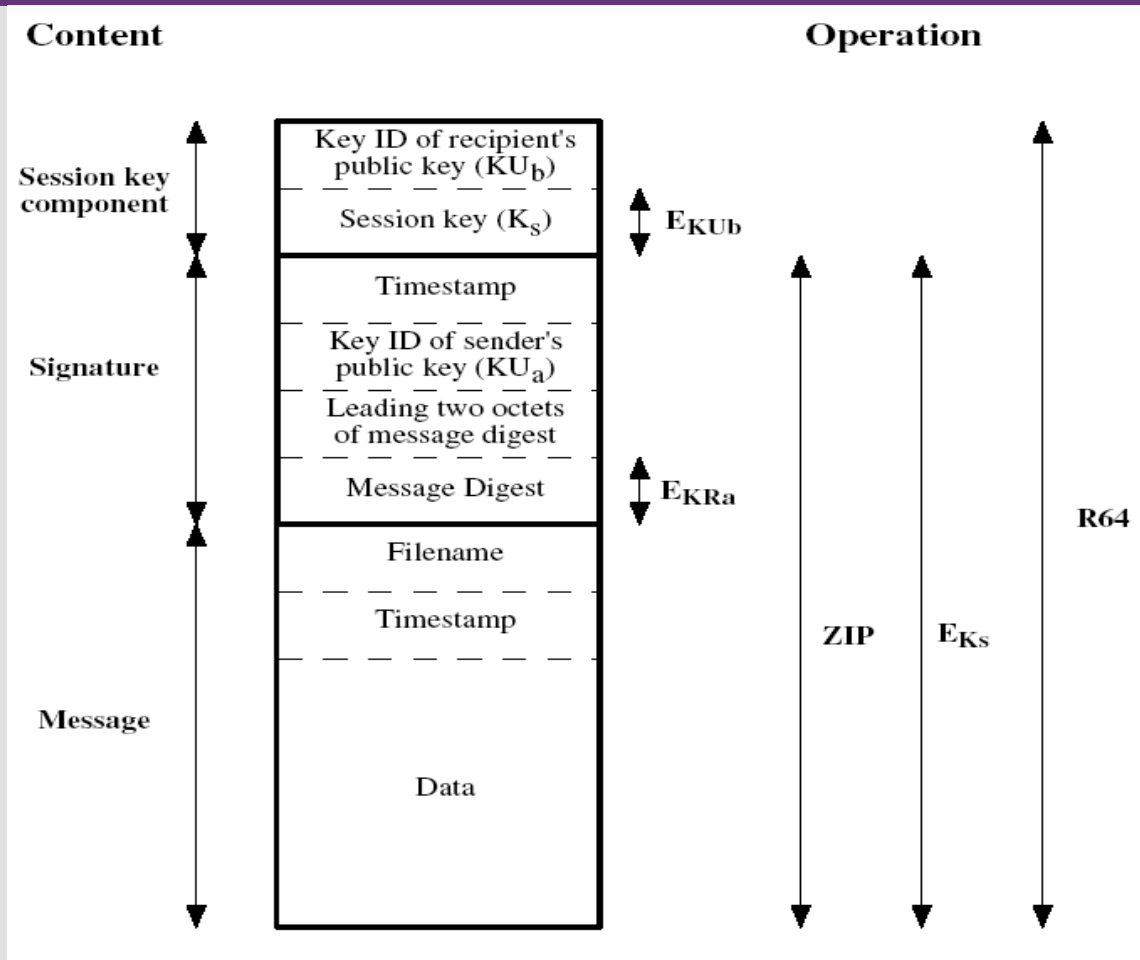 Content
Operation
Session key
component
Key ID of recipient's
public key (KUb)
Session key (Ks)
EKUb
Signature
Timestamp
Key ID of sender's
public key (KUa)
Leading two octets
of message digest
Message Digest
EKRa
R64
Message
Filename
Timestamp
ZIP
EKs
Data